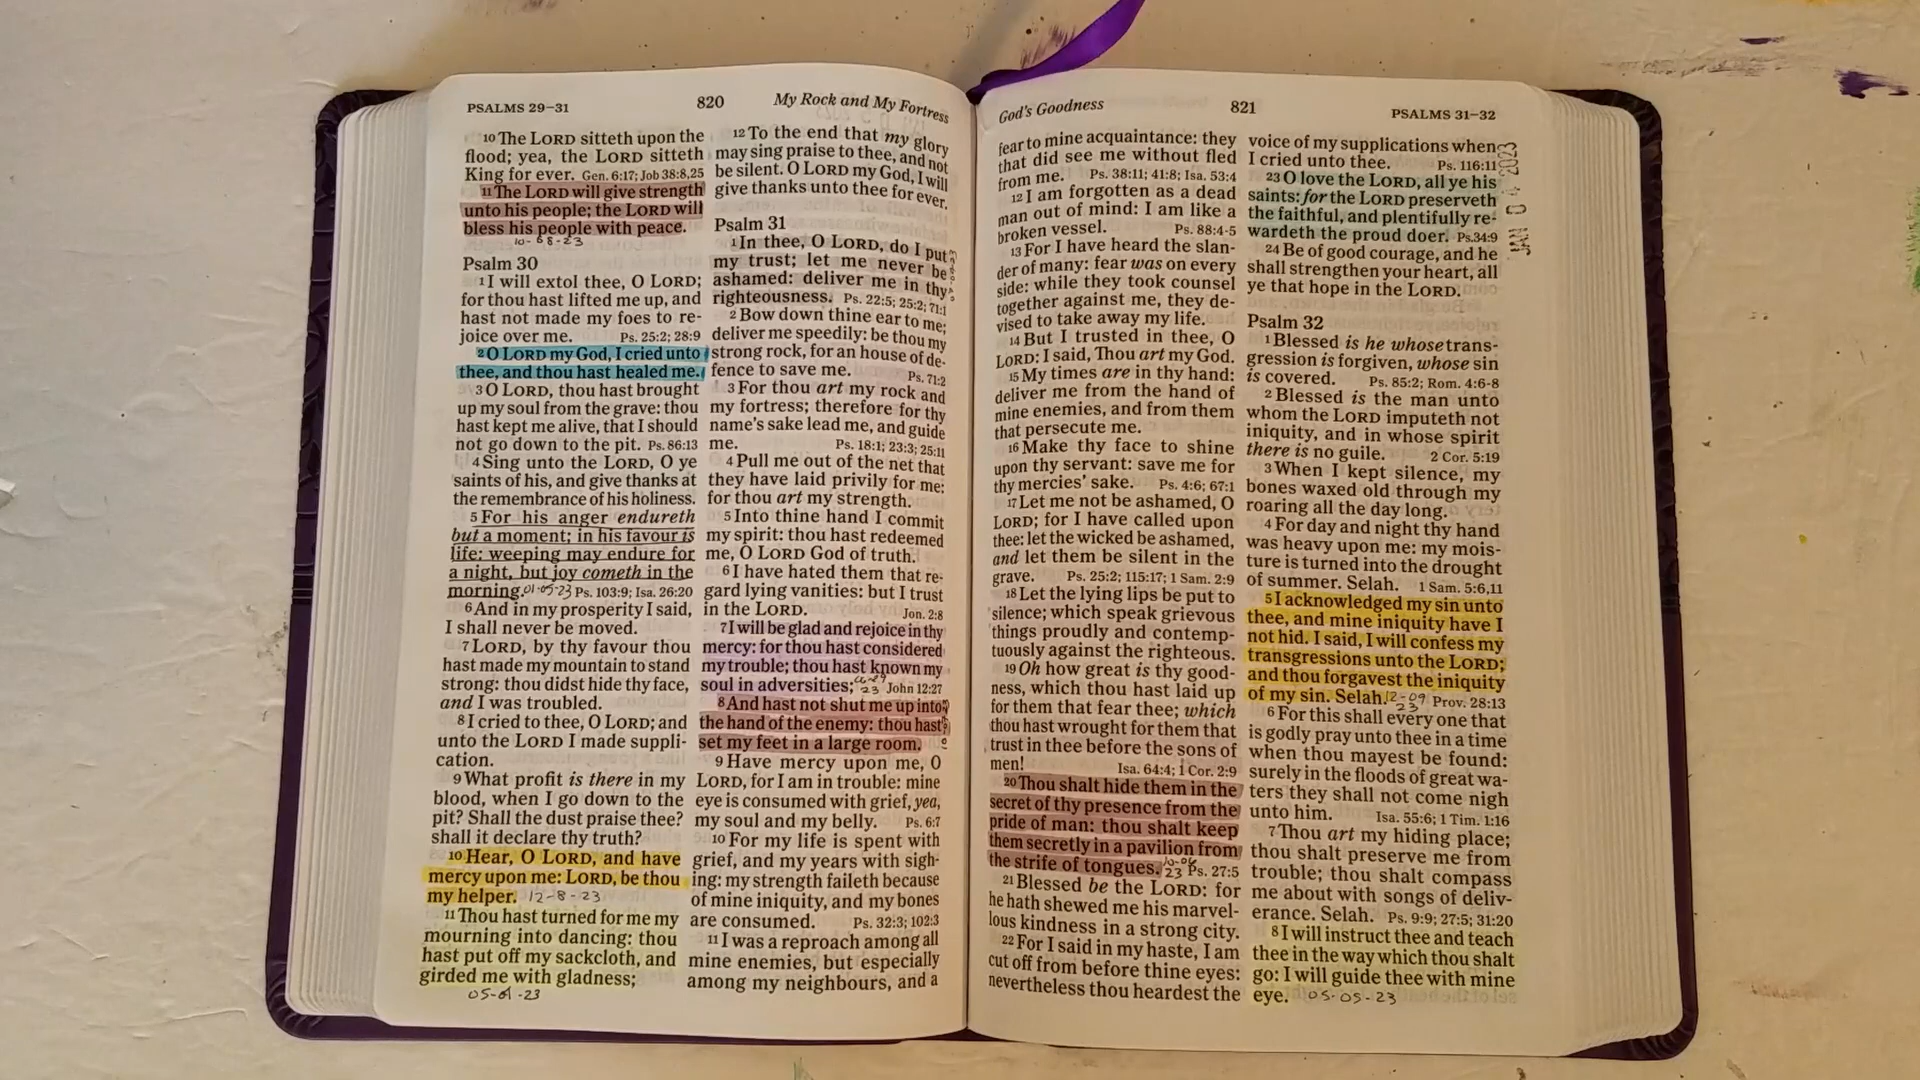 PSALMS 29–31
820
My Rock and My Fortress
10 The LORD sitteth upon the
flood; yea, the LORD sitteth
King for ever. Gen. 6:17; Job 38:8,25
11 The LORD will give strength
unto his people; the LORD will
bless his people with peace.
10-08-23
Psalm 30
1 I will extol thee, O LORD;
for thou hast lifted me up, and
hast not made my foes to re-
joice over me. Ps. 25:2; 28:9
2 O LORD my God, I cried unto
thee, and thou hast healed me.
3 O LORD, thou hast brought
up my soul from the grave: thou
hast kept me alive, that I should
not go down to the pit. Ps. 86:13
4 Sing unto the LORD, O ye
saints of his, and give thanks at
the remembrance of his holiness.
5 For his anger endureth
but a moment; in his favour is
life: weeping may endure for
a night, but joy cometh in the
morning. 01-05-23 Ps. 103:9; Isa. 26:20
6 And in my prosperity I said,
I shall never be moved.
7 LORD, by thy favour thou
hast made my mountain to stand
strong: thou didst hide thy face,
and I was troubled.
8 I cried to thee, O LORD; and
unto the LORD I made suppli-
cation.
9 What profit is there in my
blood, when I go down to the
pit? Shall the dust praise thee?
shall it declare thy truth?
10 Hear, O LORD, and have
mercy upon me: LORD, be thou
my helper. 12-8-23
11 Thou hast turned for me my
mourning into dancing: thou
hast put off my sackcloth, and
girded me with gladness;
12 To the end that my glory
may sing praise to thee, and not
be silent. O LORD my God, I will
give thanks unto thee for ever.
Psalm 31
1 In thee, O LORD, do I put
my trust; let me never be
ashamed: deliver me in thy
righteousness. Ps. 22:5; 25:2; 71:1
2 Bow down thine ear to me;
deliver me speedily: be thou my
strong rock, for an house of de-
fence to save me. Ps. 71:2
3 For thou art my rock and
my fortress; therefore for thy
name's sake lead me, and guide
me. Ps. 18:1; 23:3; 25:11
4 Pull me out of the net that
they have laid privily for me:
for thou art my strength.
5 Into thine hand I commit
my spirit: thou hast redeemed
me, O LORD God of truth.
6 I have hated them that re-
gard lying vanities: but I trust
in the LORD. Jon. 2:8
7 I will be glad and rejoice in thy
mercy: for thou hast considered
my trouble; thou hast known my
soul in adversities; John 12:27
8 And hast not shut me up into
the hand of the enemy: thou hast
set my feet in a large room.
9 Have mercy upon me, O
LORD, for I am in trouble: mine
eye is consumed with grief, yea,
my soul and my belly. Ps. 6:7
10 For my life is spent with
grief, and my years with sigh-
ing: my strength faileth because
of mine iniquity, and my bones
are consumed. Ps. 32:3; 102:3
11 I was a reproach among all
mine enemies, but especially
among my neighbours, and a
God's Goodness
821
PSALMS 31–32
fear to mine acquaintance: they
that did see me without fled
from me. Ps. 38:11; 41:8; Isa. 53:4
12 I am forgotten as a dead
man out of mind: I am like a
broken vessel. Ps. 88:4-5
13 For I have heard the slan-
der of many: fear was on every
side: while they took counsel
together against me, they de-
vised to take away my life.
14 But I trusted in thee, O
LORD: I said, Thou art my God.
15 My times are in thy hand:
deliver me from the hand of
mine enemies, and from them
that persecute me.
16 Make thy face to shine
upon thy servant: save me for
thy mercies' sake. Ps. 4:6; 67:1
17 Let me not be ashamed, O
LORD; for I have called upon
thee: let the wicked be ashamed,
and let them be silent in the
grave. Ps. 25:2; 115:17; 1 Sam. 2:9
18 Let the lying lips be put to
silence; which speak grievous
things proudly and contemp-
tuously against the righteous.
19 Oh how great is thy good-
ness, which thou hast laid up
for them that fear thee; which
thou hast wrought for them that
trust in thee before the sons of
men! Isa. 64:4; 1 Cor. 2:9
20 Thou shalt hide them in the
secret of thy presence from the
pride of man: thou shalt keep
them secretly in a pavilion from
the strife of tongues. 10-06 23 Ps. 27:5
21 Blessed be the LORD: for
he hath shewed me his marvel-
lous kindness in a strong city.
22 For I said in my haste, I am
cut off from before thine eyes:
nevertheless thou heardest the
voice of my supplications when
I cried unto thee. Ps. 116:11
23 O love the LORD, all ye his
saints: for the LORD preserveth
the faithful, and plentifully re-
wardeth the proud doer. Ps.34:9
24 Be of good courage, and he
shall strengthen your heart, all
ye that hope in the LORD.
Psalm 32
1 Blessed is he whose trans-
gression is forgiven, whose sin
is covered. Ps. 85:2; Rom. 4:6-8
2 Blessed is the man unto
whom the LORD imputeth not
iniquity, and in whose spirit
there is no guile. 2 Cor. 5:19
3 When I kept silence, my
bones waxed old through my
roaring all the day long.
4 For day and night thy hand
was heavy upon me: my mois-
ture is turned into the drought
of summer. Selah. 1 Sam. 5:6,11
5 I acknowledged my sin unto
thee, and mine iniquity have I
not hid. I said, I will confess my
transgressions unto the LORD;
and thou forgavest the iniquity
of my sin. Selah. 12-09 23 Prov. 28:13
6 For this shall every one that
is godly pray unto thee in a time
when thou mayest be found:
surely in the floods of great wa-
ters they shall not come nigh
unto him. Isa. 55:6; 1 Tim. 1:16
7 Thou art my hiding place;
thou shalt preserve me from
trouble; thou shalt compass
me about with songs of deliv-
erance. Selah. Ps. 9:9; 27:5; 31:20
8 I will instruct thee and teach
thee in the way which thou shalt
go: I will guide thee with mine
eye. 05-05-23